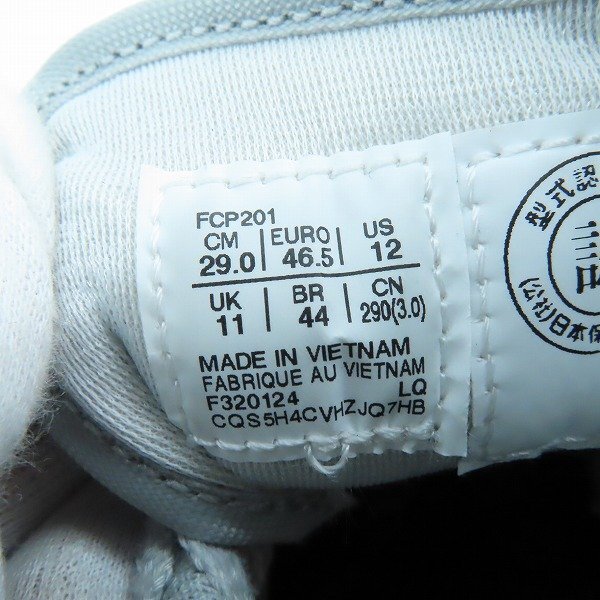 FCP201
CM EURO US
29.0 46.5 12
UK BR CN
11 44 290(3.0)
MADE IN VIETNAM
FABRIQUE AU VIETNAM
F320124 LQ
CQS5H4CVHZJQ7HB
型式認
(公社)日本保